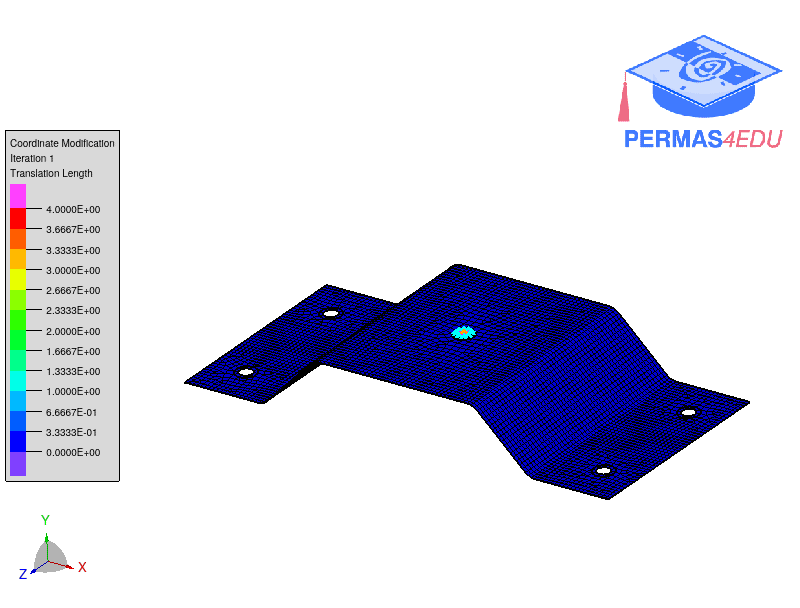 PERMAS4EDU
Coordinate Modification
Iteration 1
Translation Length
4.0000E+00
3.6667E+00
3.3333E+00
3.0000E+00
2.6667E+00
2.3333E+00
2.0000E+00
1.6667E+00
1.3333E+00
1.0000E+00
6.6667E-01
3.3333E-01
0.0000E+00
Y
Z
X